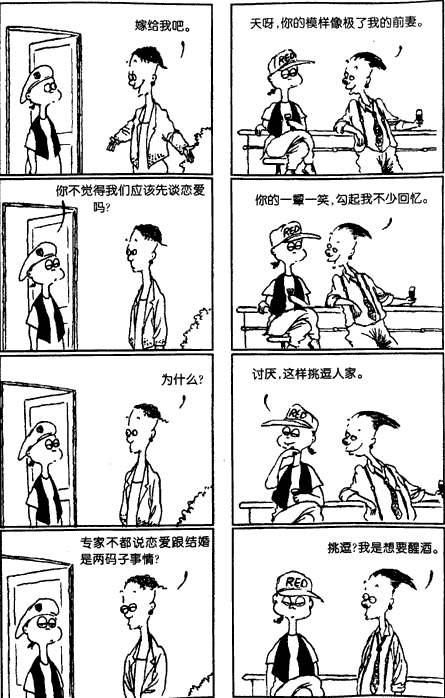 嫁给我吧。
你不觉得我们应该先谈恋爱
吗?
为什么?
专家不都说恋爱跟结婚
是两码子事情?
天呀,你的模样像极了我的前妻。
RED
你的一颦一笑,勾起我不少回忆。
RED
讨厌,这样挑逗人家。
RED
挑逗?我是想要醒酒。
RED